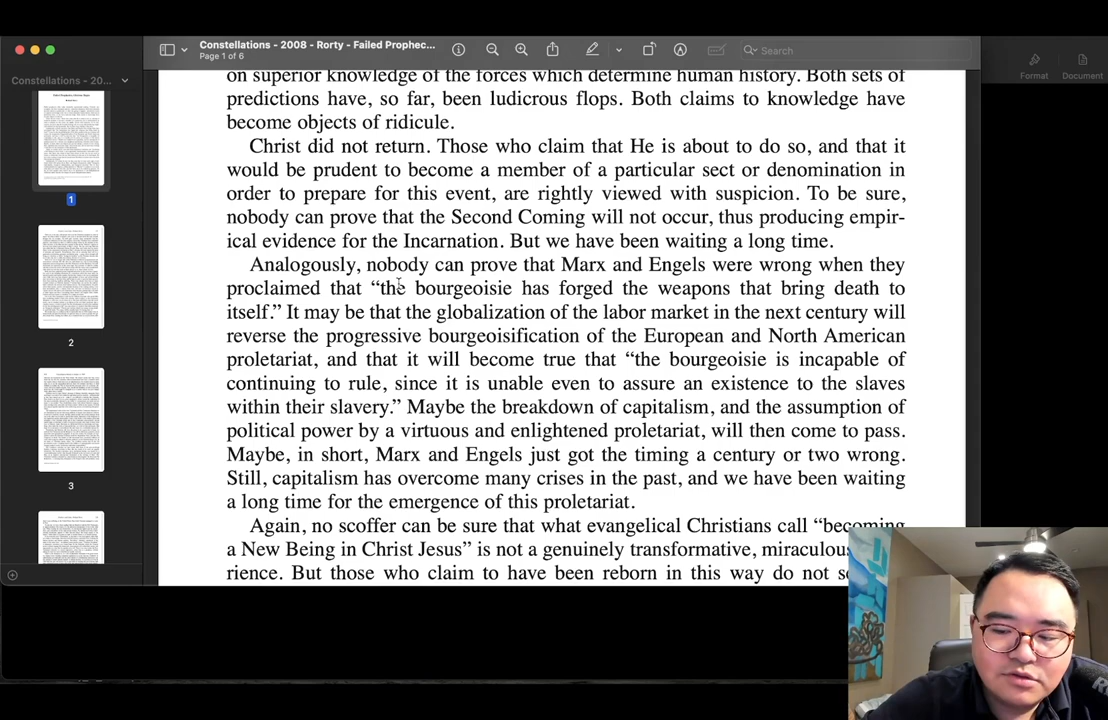 Constellations - 2008 - Rorty - Failed Prophec...
Page 1 of 6
Search
Format
Document
Constellations - 20...
1
2
3
on superior knowledge of the forces which determine human history. Both sets of
predictions have, so far, been ludicrous flops. Both claims to knowledge have
become objects of ridicule.
Christ did not return. Those who claim that He is about to do so, and that it
would be prudent to become a member of a particular sect or denomination in
order to prepare for this event, are rightly viewed with suspicion. To be sure,
nobody can prove that the Second Coming will not occur, thus producing empir-
ical evidence for the Incarnation. But we have been waiting a long time.
Analogously, nobody can prove that Marx and Engels were wrong when they
proclaimed that “the bourgeoisie has forged the weapons that bring death to
itself.” It may be that the globalization of the labor market in the next century will
reverse the progressive bourgeoisification of the European and North American
proletariat, and that it will become true that “the bourgeoisie is incapable of
continuing to rule, since it is unable even to assure an existence to the slaves
within their slavery.” Maybe the breakdown of capitalism, and the assumption of
political power by a virtuous and enlightened proletariat, will then come to pass.
Maybe, in short, Marx and Engels just got the timing a century or two wrong.
Still, capitalism has overcome many crises in the past, and we have been waiting
a long time for the emergence of this proletariat.
Again, no scoffer can be sure that what evangelical Christians call “becoming
a New Being in Christ Jesus” is not a genuinely transformative, miraculou
rience. But those who claim to have been reborn in this way do not s